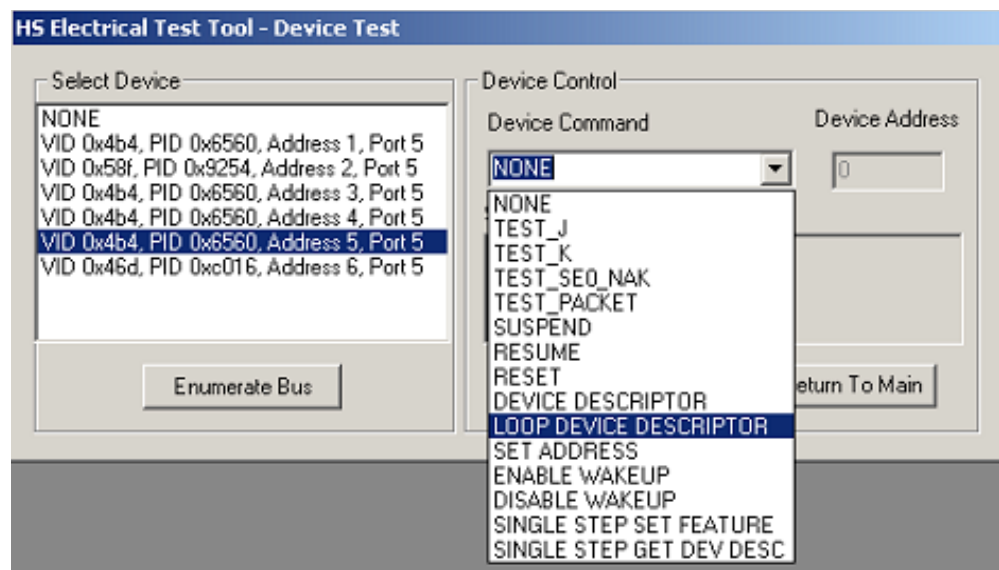 HS Electrical Test Tool - Device Test
Select Device
NONE
VID 0x4b4, PID 0x6560, Address 1, Port 5
VID 0x58f, PID 0x9254, Address 2, Port 5
VID 0x4b4, PID 0x6560, Address 3, Port 5
VID 0x4b4, PID 0x6560, Address 4, Port 5
VID 0x4b4, PID 0x6560, Address 5, Port 5
VID 0x46d, PID 0xc016, Address 6, Port 5
Enumerate Bus
Device Control
Device Command
Device Address
NONE
0
NONE
TEST_J
TEST_K
TEST_SE0_NAK
TEST_PACKET
SUSPEND
RESUME
RESET
DEVICE DESCRIPTOR
LOOP DEVICE DESCRIPTOR
SET ADDRESS
ENABLE WAKEUP
DISABLE WAKEUP
SINGLE STEP SET FEATURE
SINGLE STEP GET DEV DESC
eturn To Main